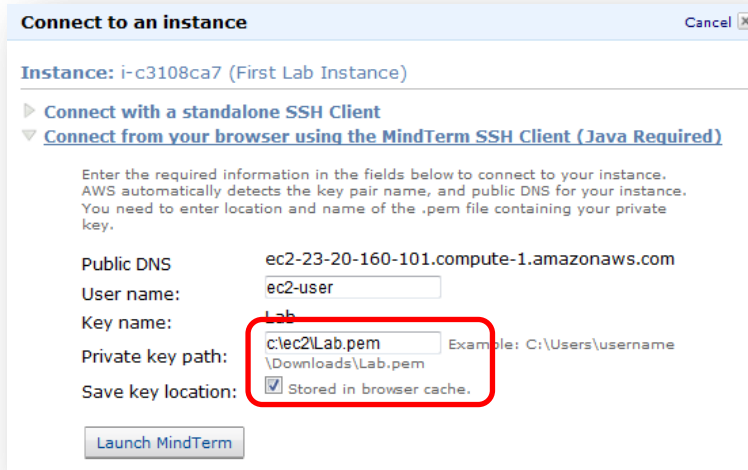 Connect to an instance Cancel
Instance: i-c3108ca7 (First Lab Instance)
Connect with a standalone SSH Client
Connect from your browser using the MindTerm SSH Client (Java Required)
Enter the required information in the fields below to connect to your instance.
AWS automatically detects the key pair name, and public DNS for your instance.
You need to enter location and name of the .pem file containing your private
key.
Public DNS ec2-23-20-160-101.compute-1.amazonaws.com
User name: ec2-user
Key name: Lab
Private key path: c:\ec2\Lab.pem Example: C:\Users\username
\Downloads\Lab.pem
Save key location: Stored in browser cache.
Launch MindTerm